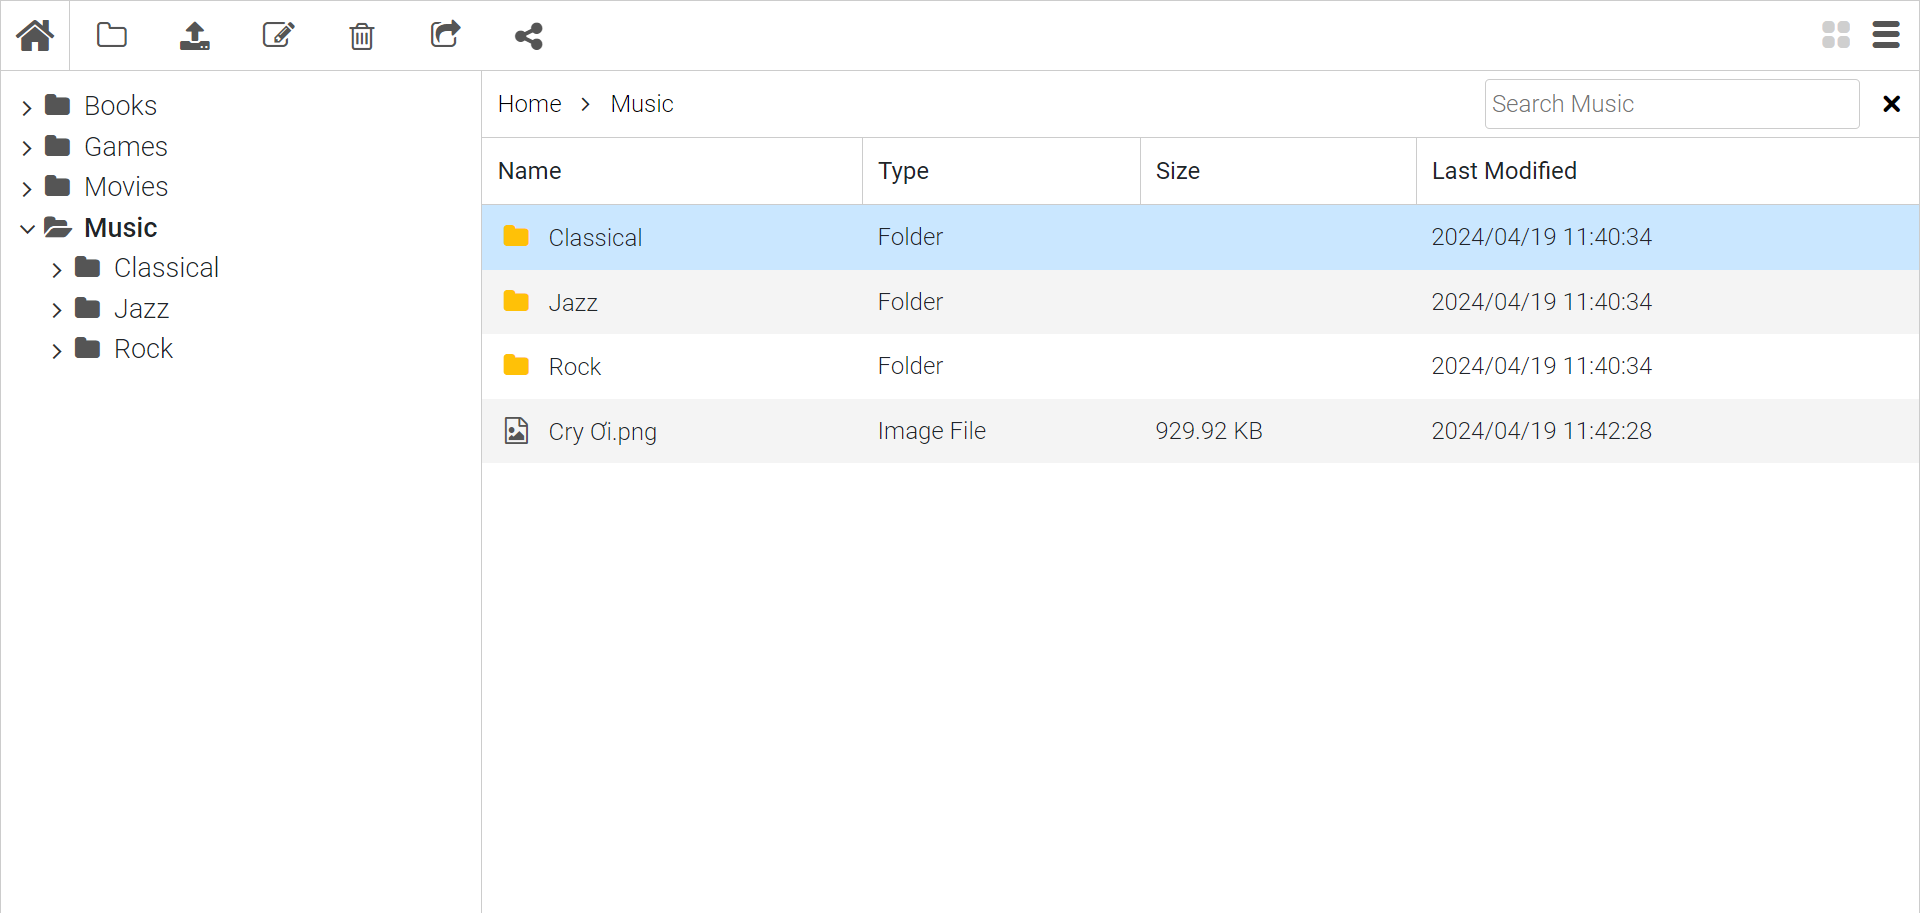 Books
Games
Movies
Music
Classical
Jazz
Rock
Home Music
Search Music
Name Type Size Last Modified
Classical Folder 2024/04/19 11:40:34
Jazz Folder 2024/04/19 11:40:34
Rock Folder 2024/04/19 11:40:34
Cry Ơi.png Image File 929.92 KB 2024/04/19 11:42:28